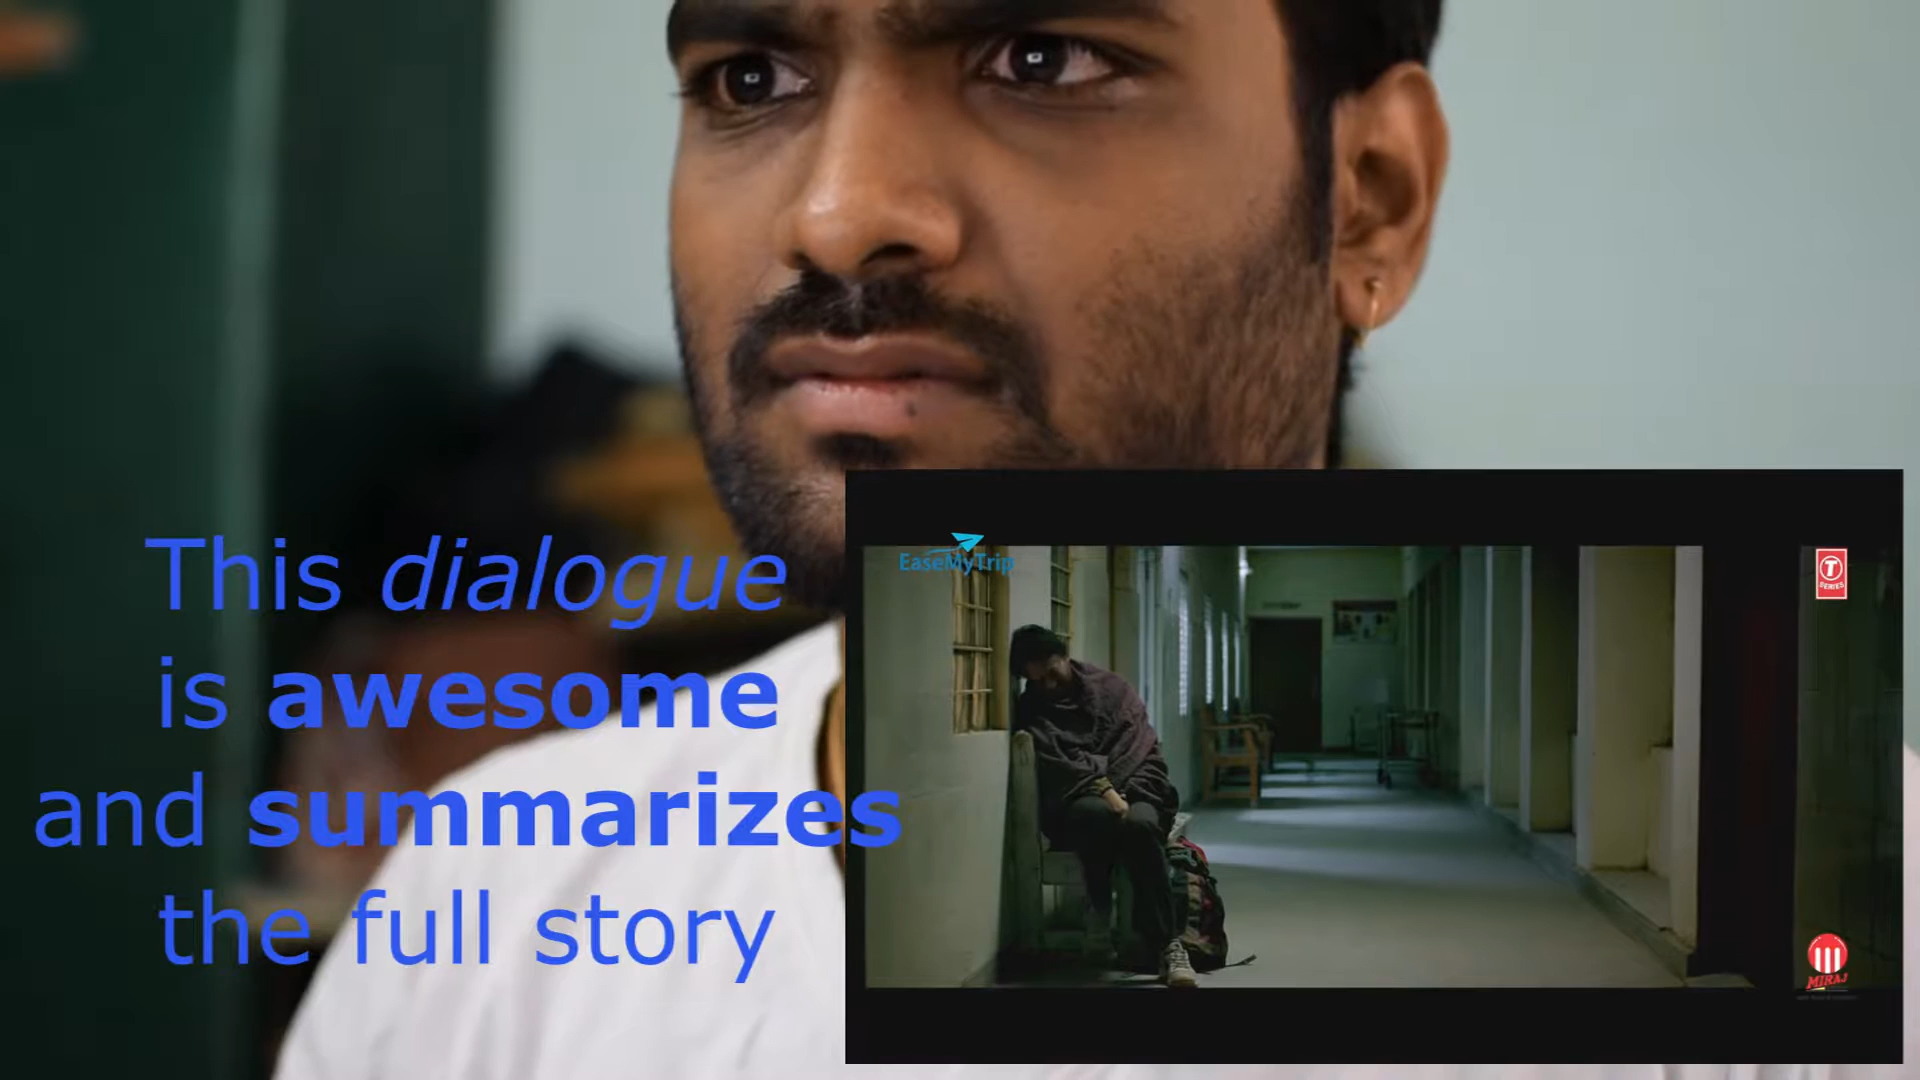 This dialogue
is awesome
and summarizes
the full story
EaseMyTrip
T
SERIES
MIRAJ